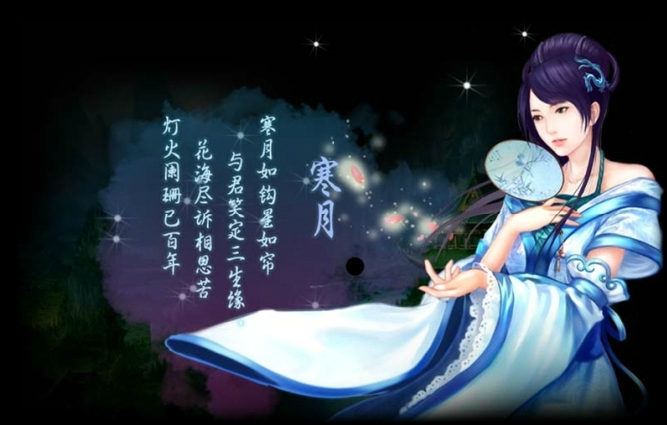 寒月
寒月如钩星如帘
与君笑定三生缘
花海尽诉相思苦
灯火阑珊已百年